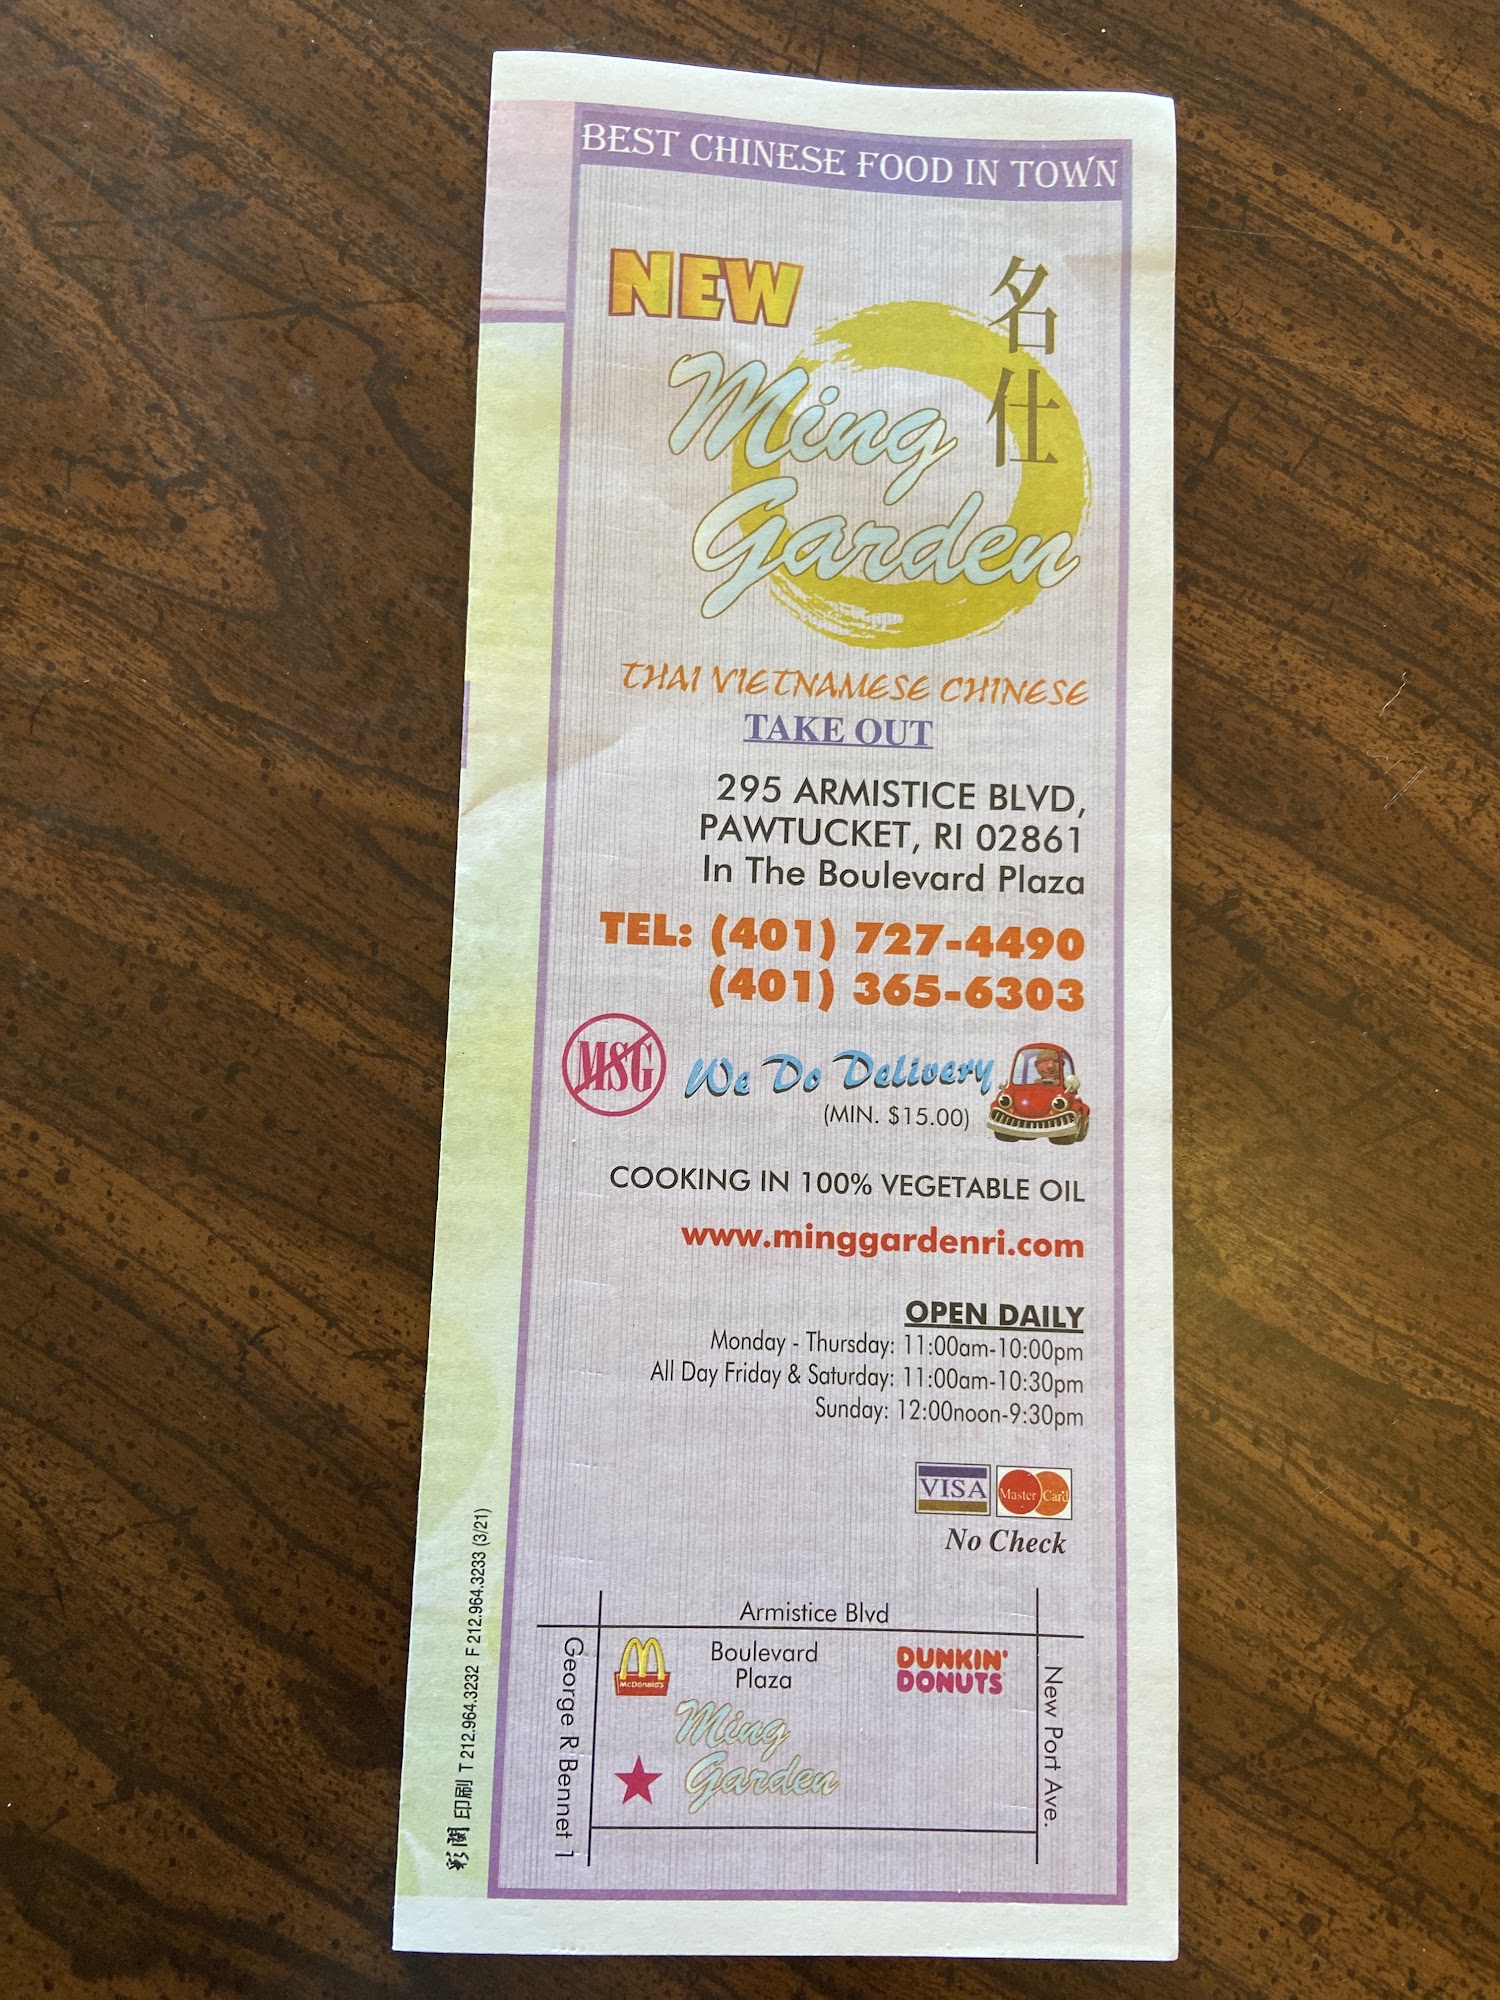 BEST CHINESE FOOD IN TOWN
NEW
名
仕
Ming
Garden
THAI VIETNAMESE CHINESE
TAKE OUT
295 ARMISTICE BLVD,
PAWTUCKET, RI 02861
In The Boulevard Plaza
TEL: (401) 727-4490
(401) 365-6303
MSG
We Do Delivery
(MIN. $15.00)
COOKING IN 100% VEGETABLE OIL
www.minggardenri.com
OPEN DAILY
Monday - Thursday: 11:00am-10:00pm
All Day Friday & Saturday: 11:00am-10:30pm
Sunday: 12:00noon-9:30pm
VISA
MasterCard
No Check
Armistice Blvd
McDonald's
Boulevard
Plaza
DUNKIN'
DONUTS
Ming
Garden
George R Bennet 1
New Port Ave.
印刷 T 212.964.3232 F 212.964.3233 (3/21)